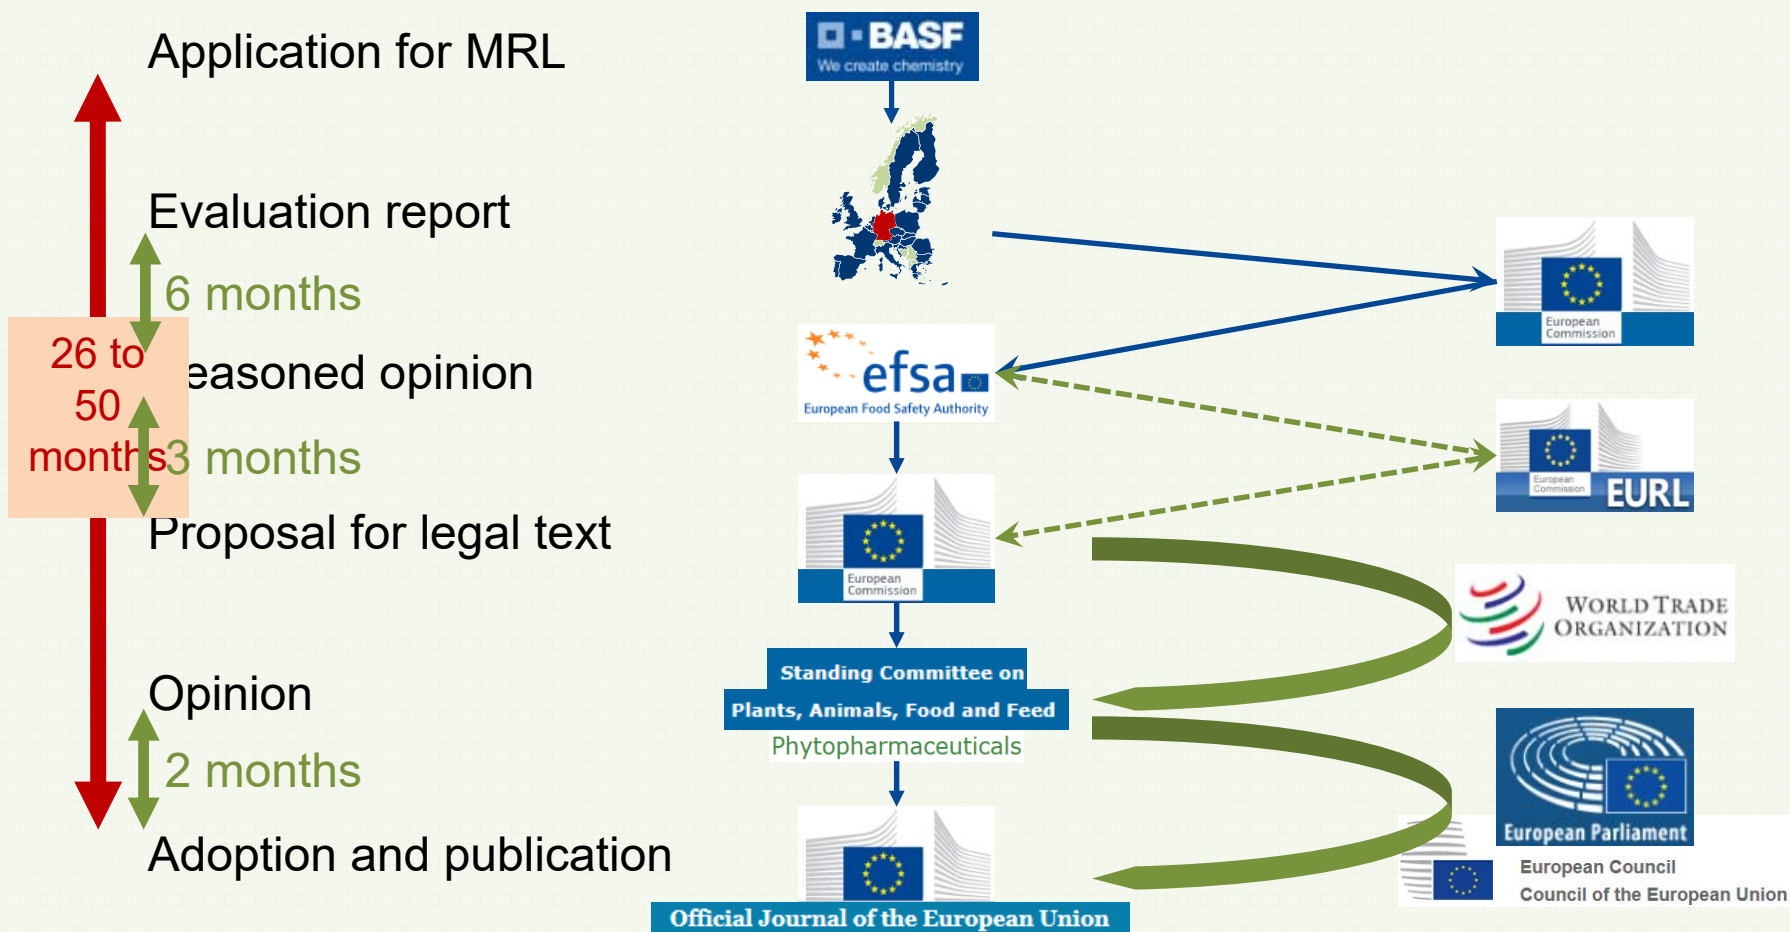 Application for MRL
BASF
We create chemistry
Evaluation report
6 months
European
Commission
26 to
50
months
easoned opinion
efsa
European Food Safety Authority
3 months
European
Commission
EURL
Proposal for legal text
European
Commission
WORLD TRADE
ORGANIZATION
Standing Committee on
Plants, Animals, Food and Feed
Phytopharmaceuticals
Opinion
2 months
European Parliament
Adoption and publication
European Council
Council of the European Union
Official Journal of the European Union